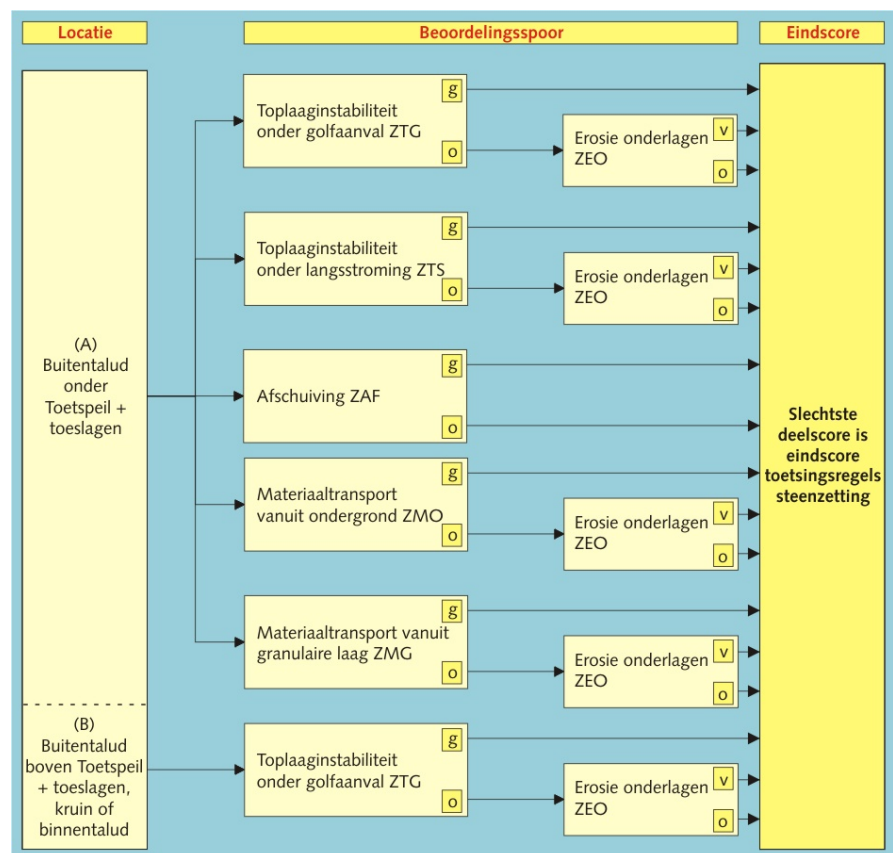 Locatie
Beoordelingsspoor
Eindscore
(A)
Buitentalud
onder
Toetspeil +
toeslagen
(B)
Buitentalud
boven Toetspeil
+ toeslagen,
kruin of
binnentalud
Toplaaginstabiliteit
onder golfaanval ZTG
g
o
Erosie onderlagen
ZEO
v
o
Toplaaginstabiliteit
onder langsstroming ZTS
g
o
Erosie onderlagen
ZEO
v
o
Afschuiving ZAF
g
o
Materiaaltransport
vanuit ondergrond ZMO
g
o
Erosie onderlagen
ZEO
v
o
Materiaaltransport vanuit
granulaire laag ZMG
g
o
Erosie onderlagen
ZEO
v
o
Toplaaginstabiliteit
onder golfaanval ZTG
g
o
Erosie onderlagen
ZEO
v
o
Slechtste
deelscore is
eindscore
toetsingsregels
steenzetting